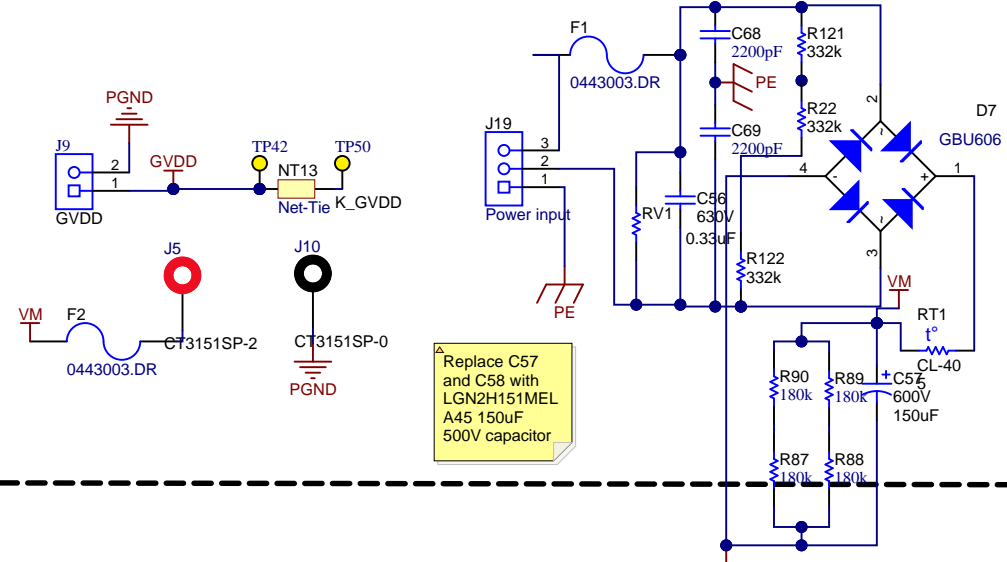 PGND
J9
2
1
GVDD
GVDD
TP42
NT13
Net-Tie
TP50
K_GVDD
J5
CT3151SP-2
J10
CT3151SP-0
PGND
VM
F2
0443003.DR
F1
0443003.DR
J19
3
2
1
Power input
PE
C68
2200pF
PE
C69
2200pF
R121
332k
R22
332k
RV1
C56
630V
0.33uF
R122
332k
D7
GBU606
2
4
1
3
~
~
-
+
VM
RT1
t°
CL-40
5
R90
180k
R89
180k
R87
180k
R88
180k
+
C57
600V
150uF
Replace C57
and C58 with
LGN2H151MEL
A45 150uF
500V capacitor